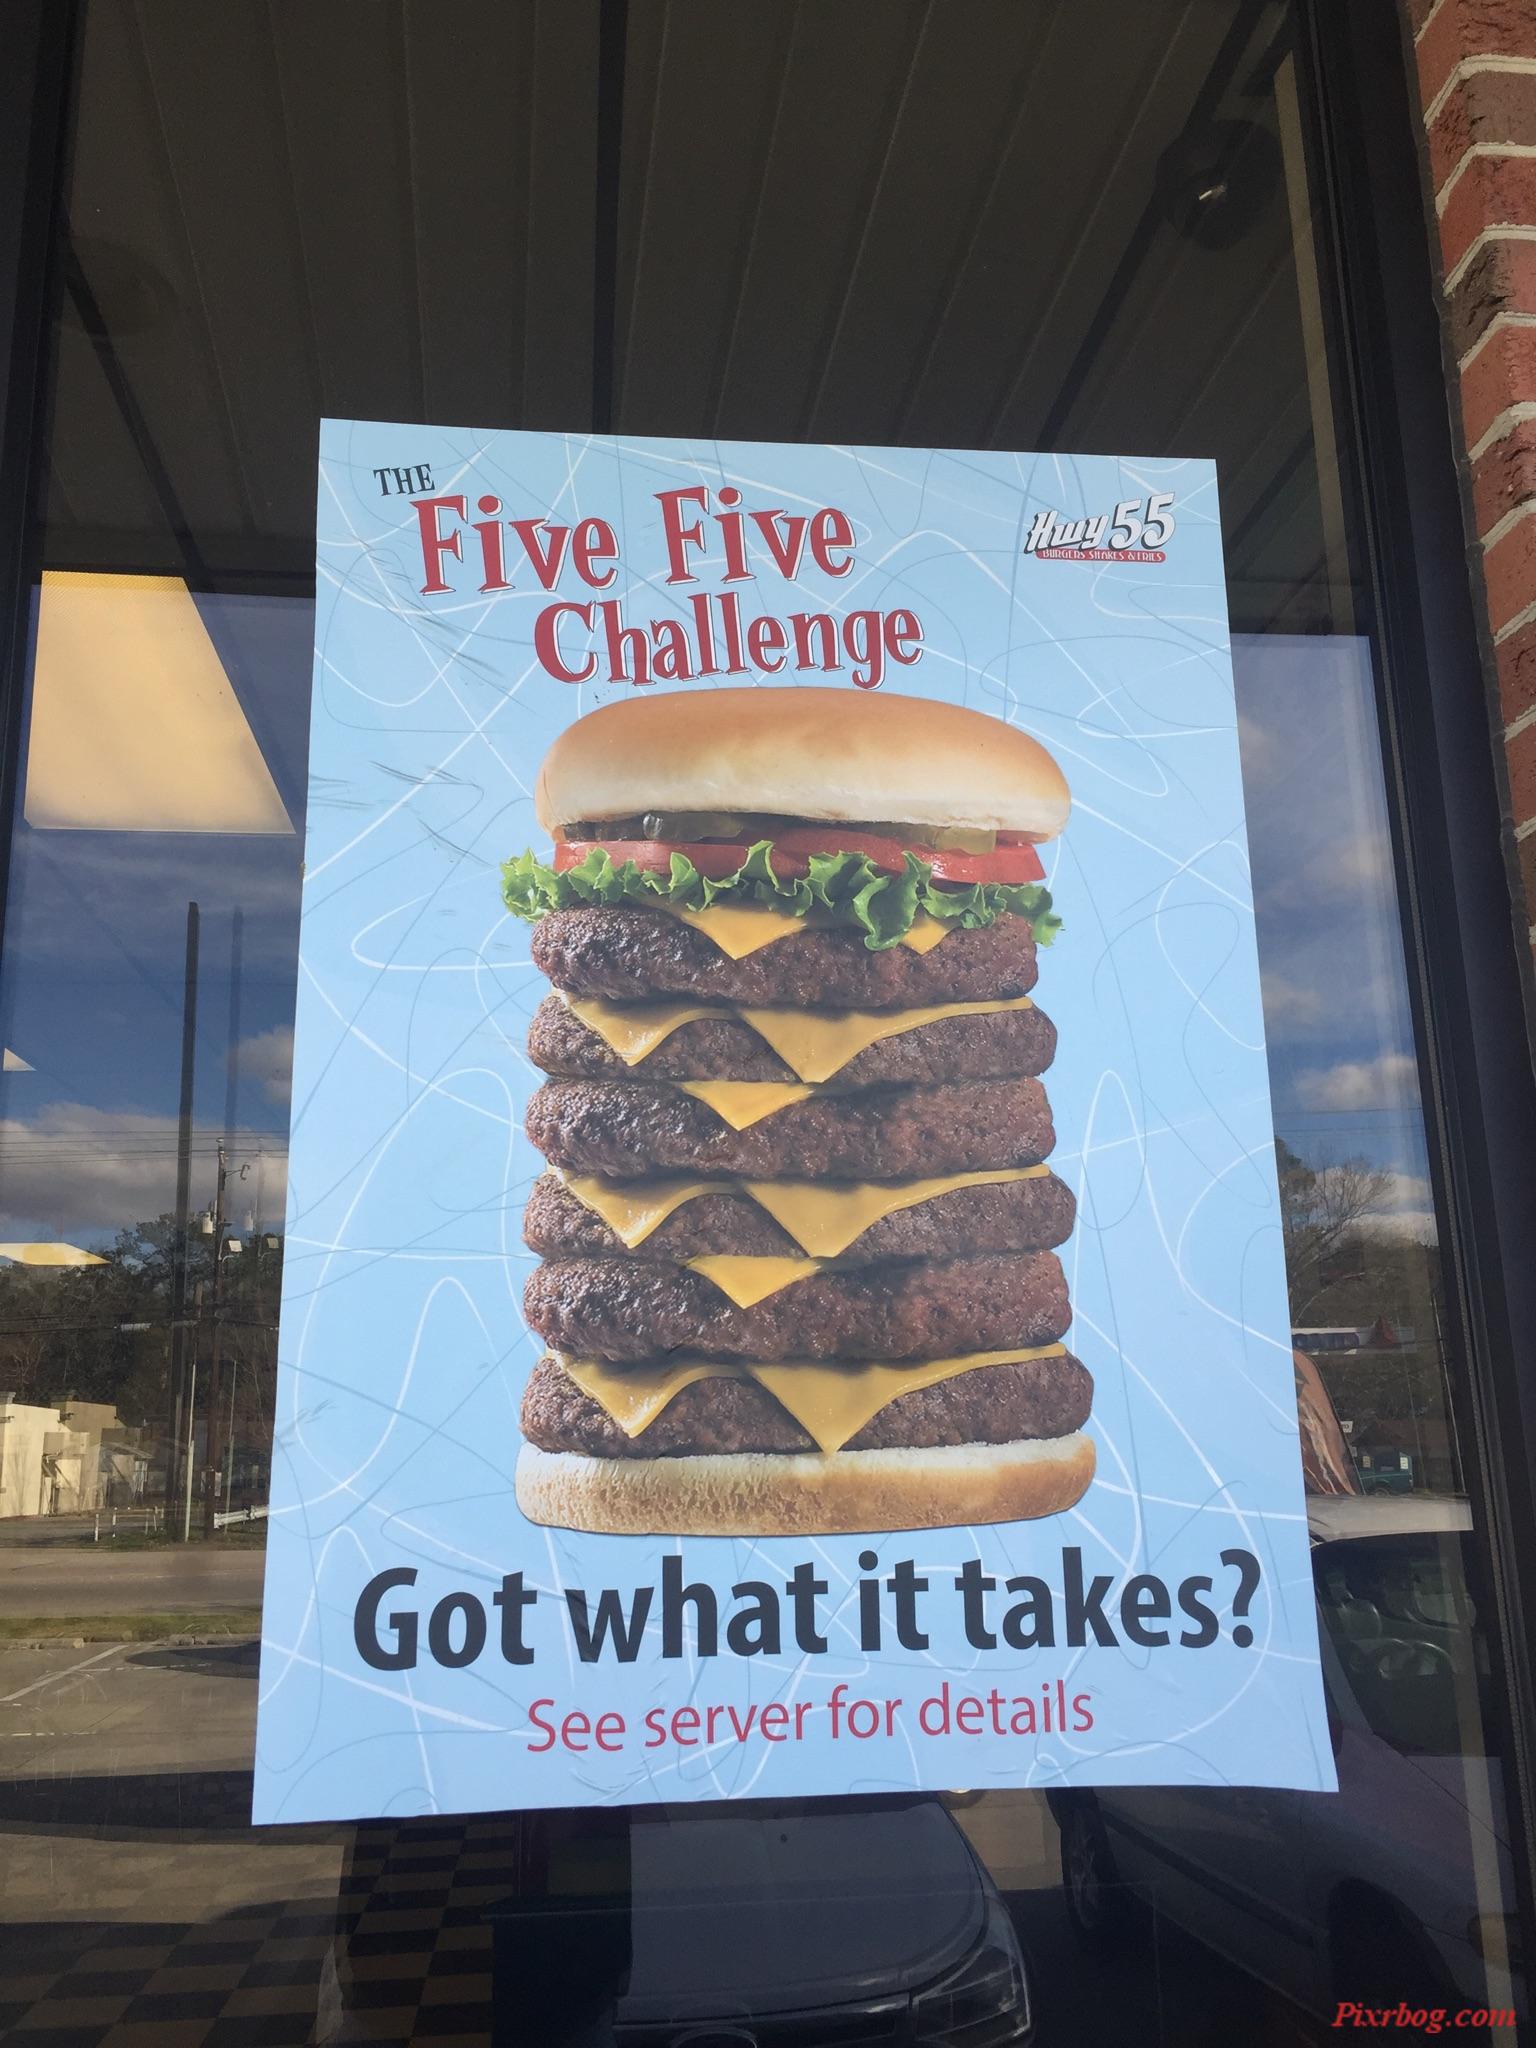 THE
Five Five
Challenge
Hwy 55
BURGERS SHAKES & FRIES
Got what it takes?
See server for details
Pixrbog.com